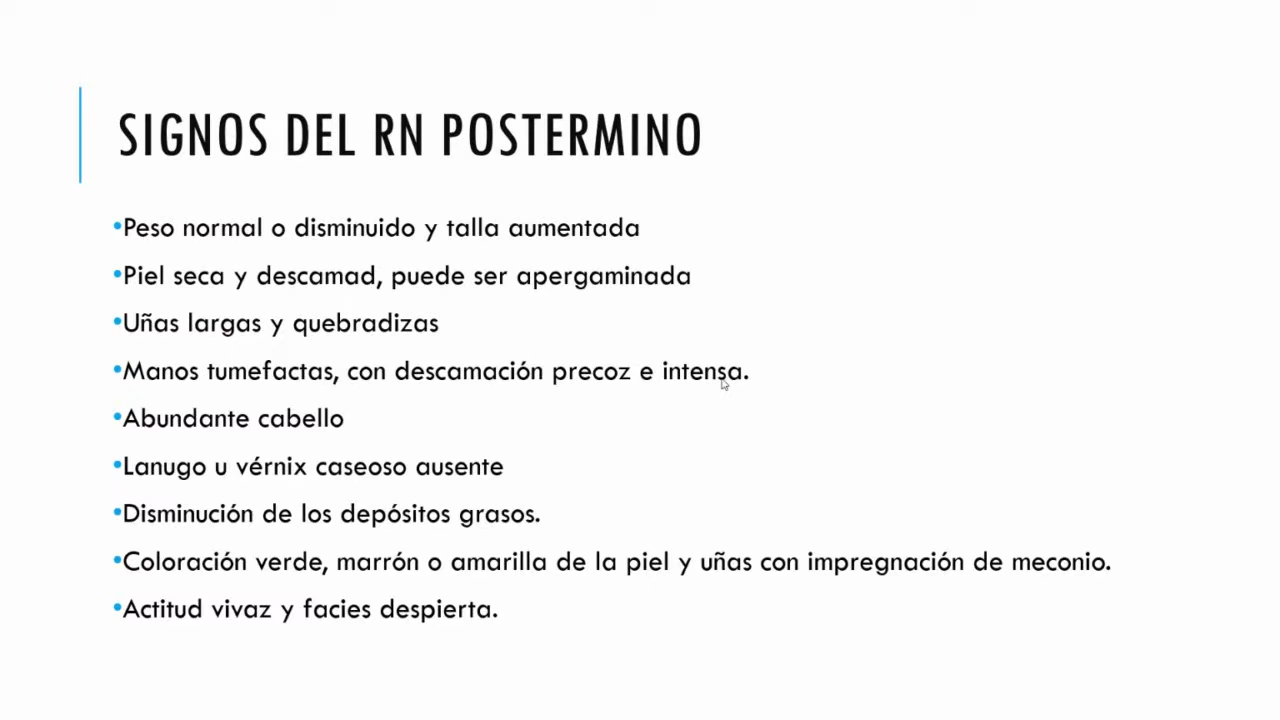 SIGNOS DEL RN POSTERMINO
•Peso normal o disminuido y talla aumentada
•Piel seca y descamad, puede ser apergaminada
•Uñas largas y quebradizas
•Manos tumefactas, con descamación precoz e intensa.
•Abundante cabello
•Lanugo u vérnix caseoso ausente
•Disminución de los depósitos grasos.
•Coloración verde, marrón o amarilla de la piel y uñas con impregnación de meconio.
•Actitud vivaz y facies despierta.